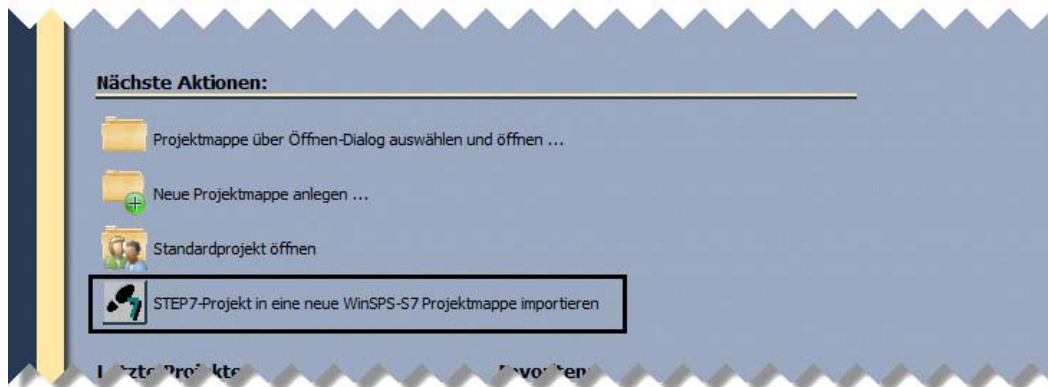 Nächste Aktionen:
Projektmappe über Öffnen-Dialog auswählen und öffnen ...
Neue Projektmappe anlegen ...
Standardprojekt öffnen
STEP7-Projekt in eine neue WinSPS-S7 Projektmappe importieren